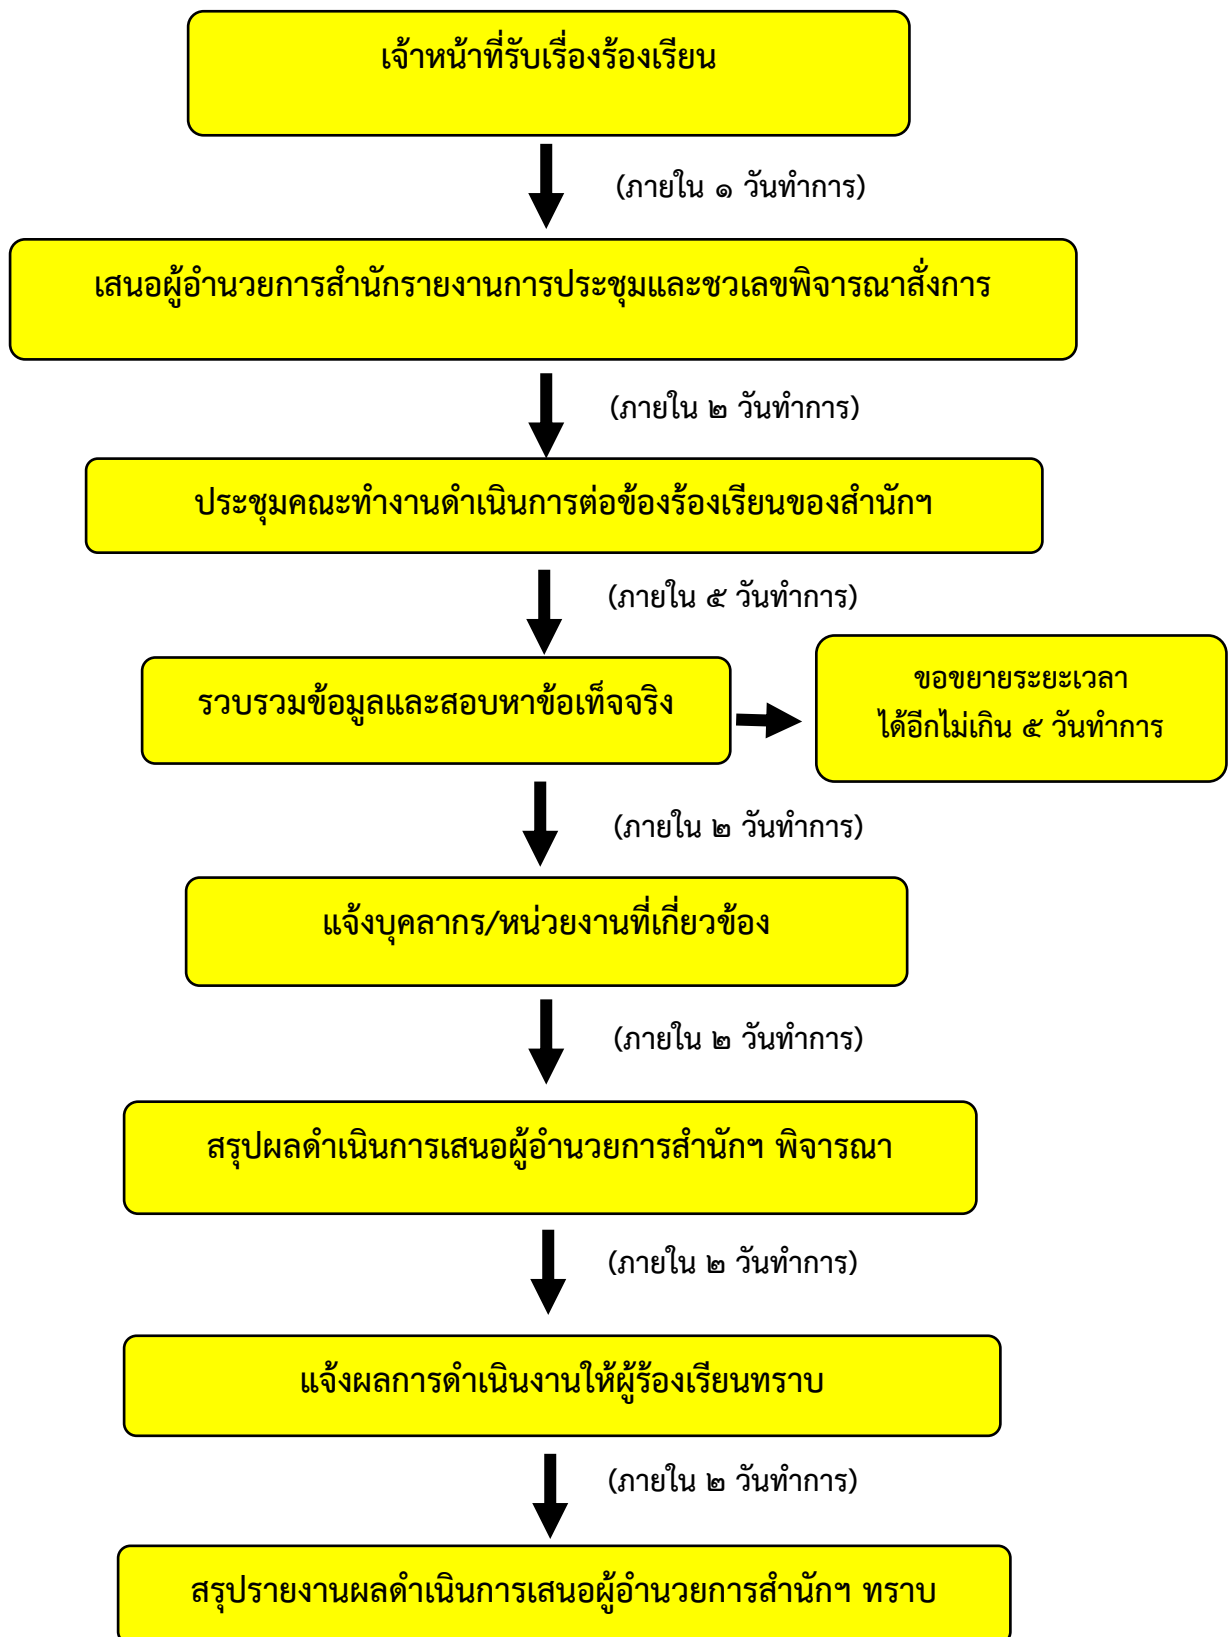 เจ้าหน้าที่รับเรื่องร้องเรียน
(ภายใน ๑ วันทำการ)
เสนอผู้อำนวยการสำนักรายงานการประชุมและชวเลขพิจารณาสั่งการ
(ภายใน ๒ วันทำการ)
ประชุมคณะทำงานดำเนินการต่อข้องร้องเรียนของสำนักฯ
(ภายใน ๕ วันทำการ)
รวบรวมข้อมูลและสอบหาข้อเท็จจริง
ขอขยายระยะเวลา
ได้อีกไม่เกิน ๕ วันทำการ
(ภายใน ๒ วันทำการ)
แจ้งบุคลากร/หน่วยงานที่เกี่ยวข้อง
(ภายใน ๒ วันทำการ)
สรุปผลดำเนินการเสนอผู้อำนวยการสำนักฯ พิจารณา
(ภายใน ๒ วันทำการ)
แจ้งผลการดำเนินงานให้ผู้ร้องเรียนทราบ
(ภายใน ๒ วันทำการ)
สรุปรายงานผลดำเนินการเสนอผู้อำนวยการสำนักฯ ทราบ